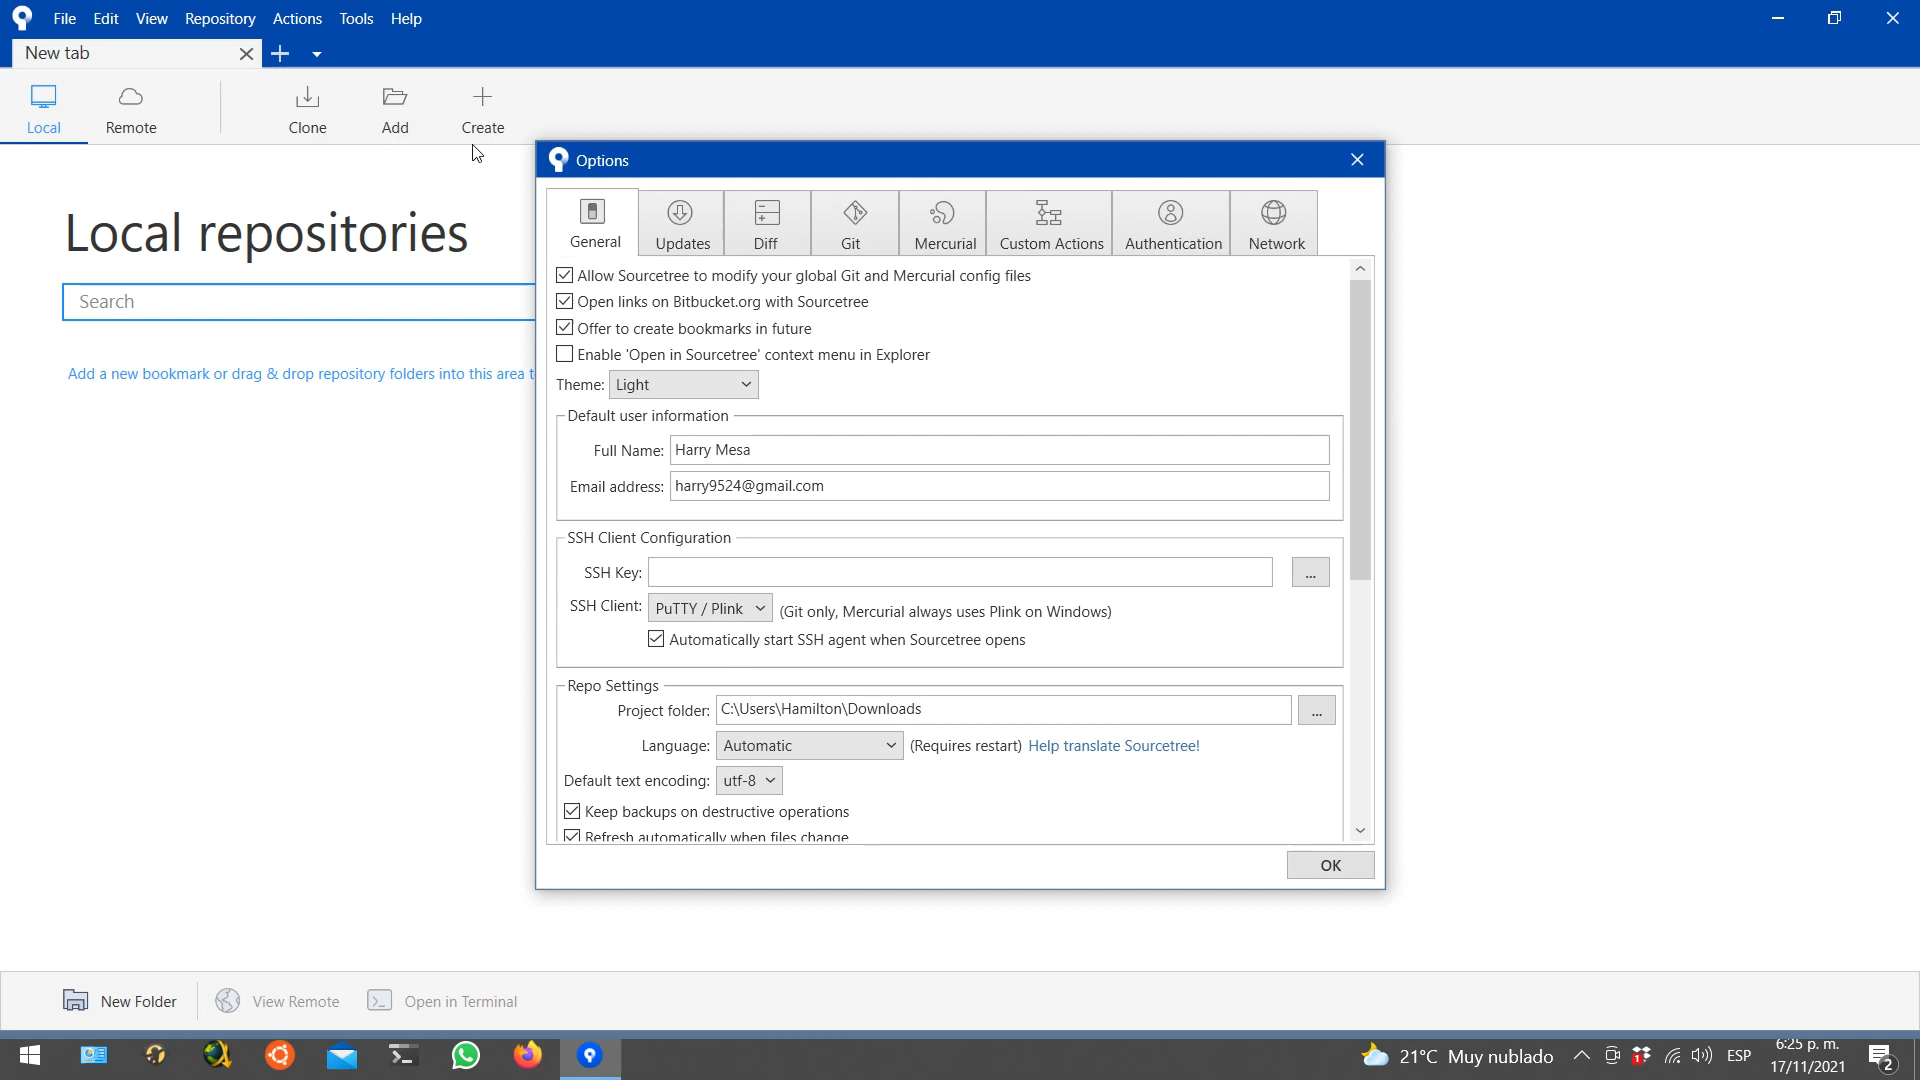 File Edit View Repository Actions Tools Help
New tab
Local Remote Clone Add Create
Options
General Updates Diff Git Mercurial Custom Actions Authentication Network
Local repositories
Search
Add a new bookmark or drag & drop repository folders into this area
Allow Sourcetree to modify your global Git and Mercurial config files
Open links on Bitbucket.org with Sourcetree
Offer to create bookmarks in future
Enable 'Open in Sourcetree' context menu in Explorer
Theme: Light
Default user information
Full Name: Harry Mesa
Email address: harry9524@gmail.com
SSH Client Configuration
SSH Key: ...
SSH Client: PuTTY / Plink (Git only, Mercurial always uses Plink on Windows)
Automatically start SSH agent when Sourcetree opens
Repo Settings
Project folder: C:\Users\Hamilton\Downloads ...
Language: Automatic (Requires restart) Help translate Sourcetree!
Default text encoding: utf-8
Keep backups on destructive operations
Refresh automatically when files change
OK
New Folder View Remote Open in Terminal
21°C Muy nublado 1 ESP 6:25 p. m.
17/11/2021 2